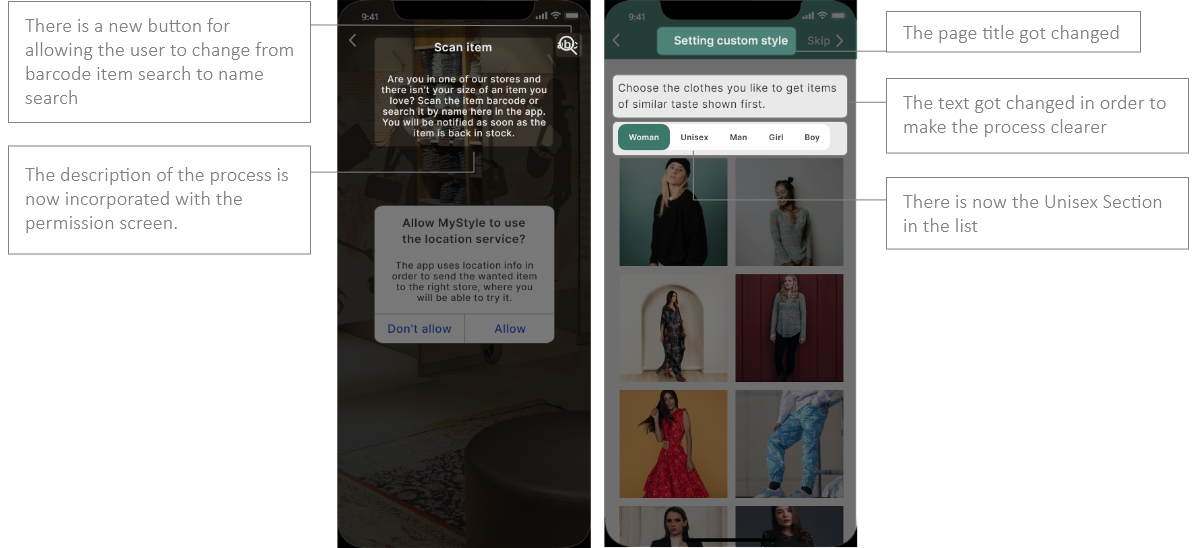 There is a new button for
allowing the user to change from
barcode item search to name
search
The description of the process is
now incorporated with the
permission screen.
9:41
Scan item
abc
Are you in one of our stores and
there isn't your size of an item you
love? Scan the item barcode or
search it by name here in the app.
You will be notified as soon as the
item is back in stock.
Allow MyStyle to use
the location service?
The app uses location info in
order to send the wanted item
to the right store, where you
will be able to try it.
Don't allow
Allow
9:41
Setting custom style
Skip
Choose the clothes you like to get items
of similar taste shown first.
Woman Unisex Man Girl Boy
The page title got changed
The text got changed in order to
make the process clearer
There is now the Unisex Section
in the list